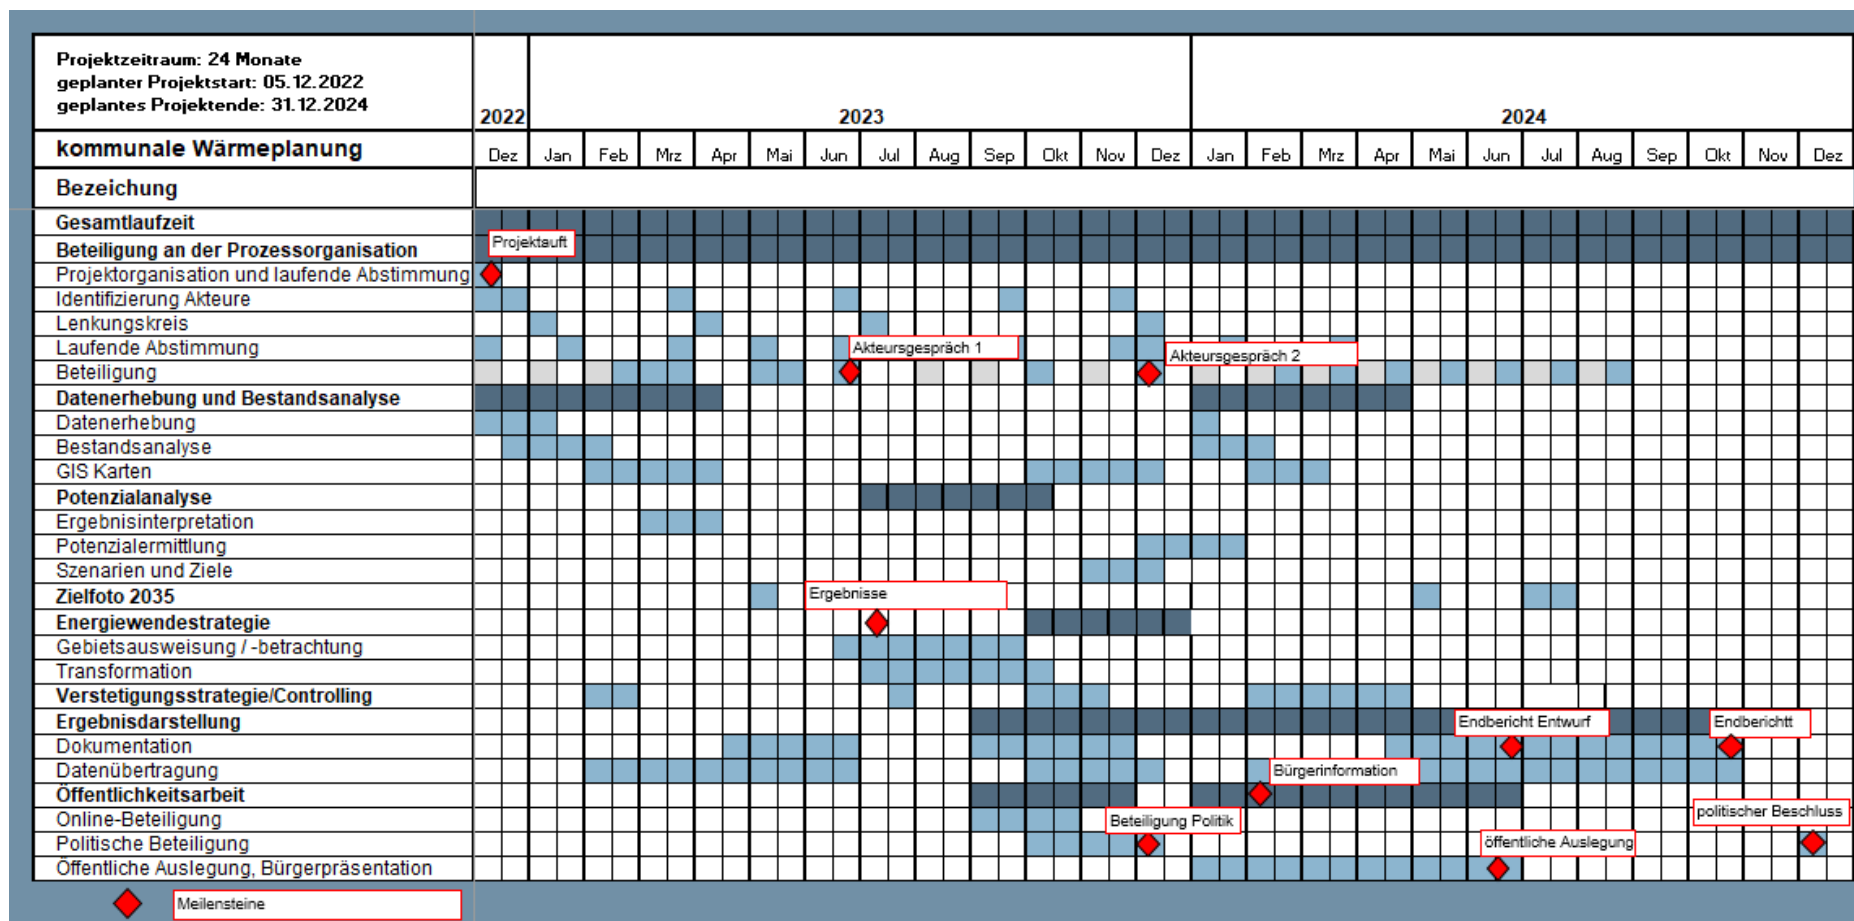 Projektzeitraum: 24 Monate
geplanter Projektstart: 05.12.2022
geplantes Projektende: 31.12.2024
2022 2023 2024
kommunale Wärmeplanung Dez Jan Feb Mrz Apr Mai Jun Jul Aug Sep Okt Nov Dez Jan Feb Mrz Apr Mai Jun Jul Aug Sep Okt Nov Dez
Bezeichung
Gesamtlaufzeit
Beteiligung an der Prozessorganisation Projektauft
Projektorganisation und laufende Abstimmung
Identifizierung Akteure
Lenkungskreis
Laufende Abstimmung Akteursgespräch 1 Akteursgespräch 2
Beteiligung
Datenerhebung und Bestandsanalyse
Datenerhebung
Bestandsanalyse
GIS Karten
Potenzialanalyse
Ergebnisinterpretation
Potenzialermittlung
Szenarien und Ziele
Zielfoto 2035 Ergebnisse
Energiewendestrategie
Gebietsausweisung / -betrachtung
Transformation
Verstetigungsstrategie/Controlling
Ergebnisdarstellung Endbericht Entwurf Endberichtt
Dokumentation
Datenübertragung Bürgerinformation
Öffentlichkeitsarbeit
Online-Beteiligung Beteiligung Politik politischer Beschluss
Politische Beteiligung öffentliche Auslegung
Öffentliche Auslegung, Bürgerpräsentation
Meilensteine